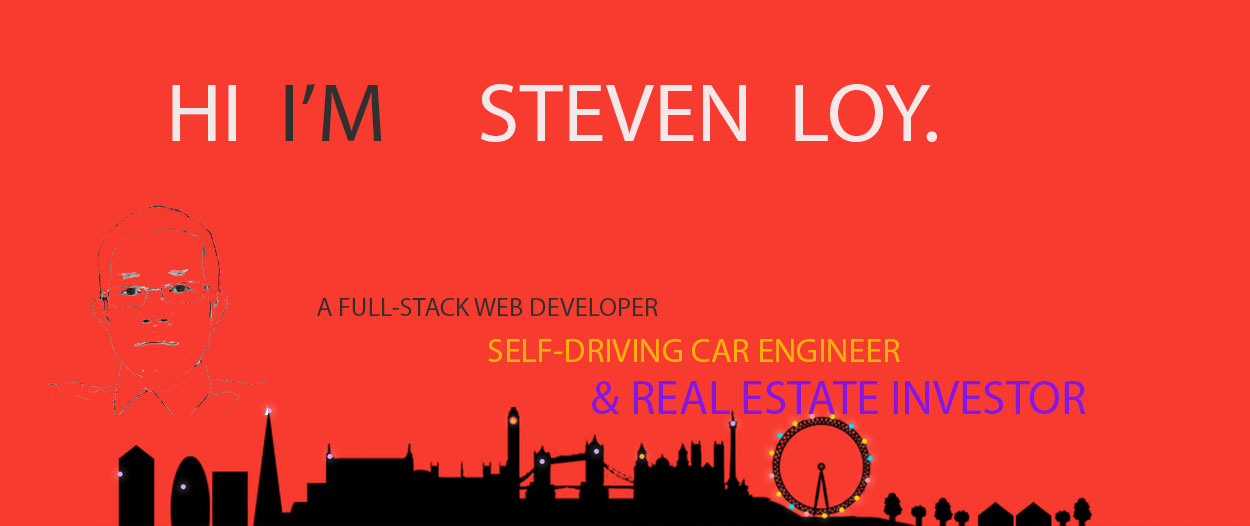 HI I’M STEVEN LOY.
A FULL-STACK WEB DEVELOPER
SELF-DRIVING CAR ENGINEER
& REAL ESTATE INVESTOR